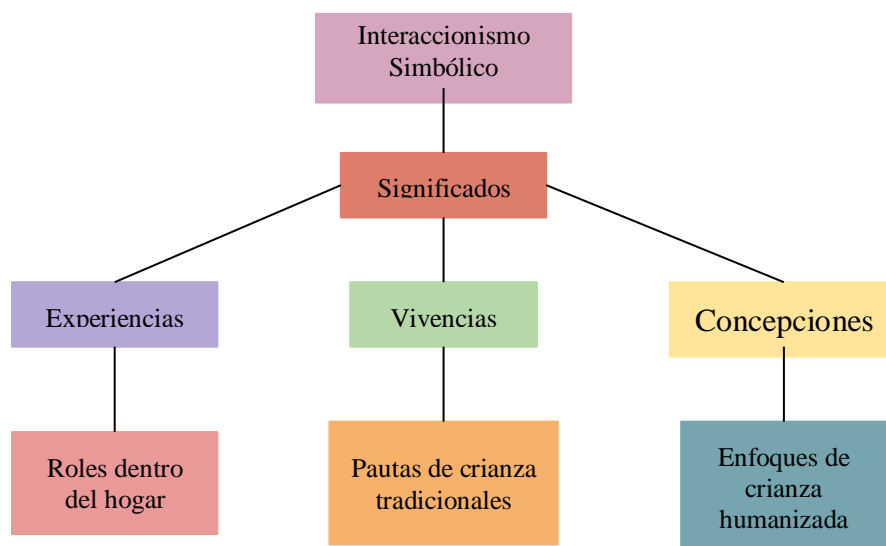 Interaccionismo
Simbólico
Significados
Experiencias
Vivencias
Concepciones
Roles dentro
del hogar
Pautas de crianza
tradicionales
Enfoques de
crianza
humanizada